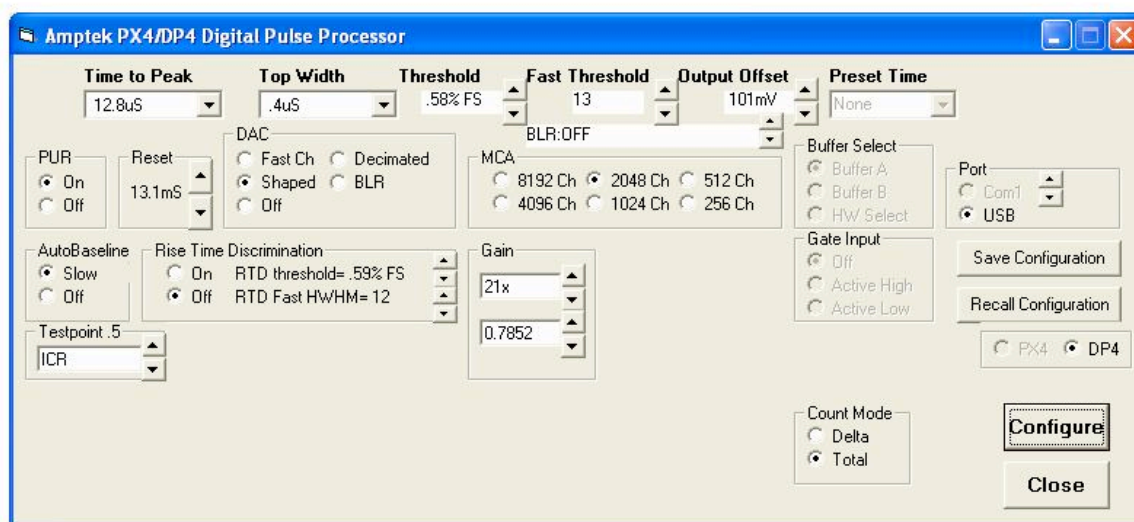 Amptek PX4/DP4 Digital Pulse Processor
Time to Peak
Top Width
Threshold
Fast Threshold
Output Offset
Preset Time
12.8uS
.4uS
.58% FS
13
101mV
None
BLR:OFF
PUR
On
Off
Reset
13.1mS
DAC
Fast Ch
Decimated
Shaped
BLR
Off
MCA
8192 Ch
2048 Ch
512 Ch
4096 Ch
1024 Ch
256 Ch
Buffer Select
Buffer A
Buffer B
HW Select
Port
Com1
USB
AutoBaseline
Slow
Off
Rise Time Discrimination
On
RTD threshold= .59% FS
Off
RTD Fast HWHM= 12
Gain
21x
0.7852
Gate Input
Off
Active High
Active Low
Save Configuration
Recall Configuration
PX4
DP4
Testpoint .5
ICR
Count Mode
Delta
Total
Configure
Close